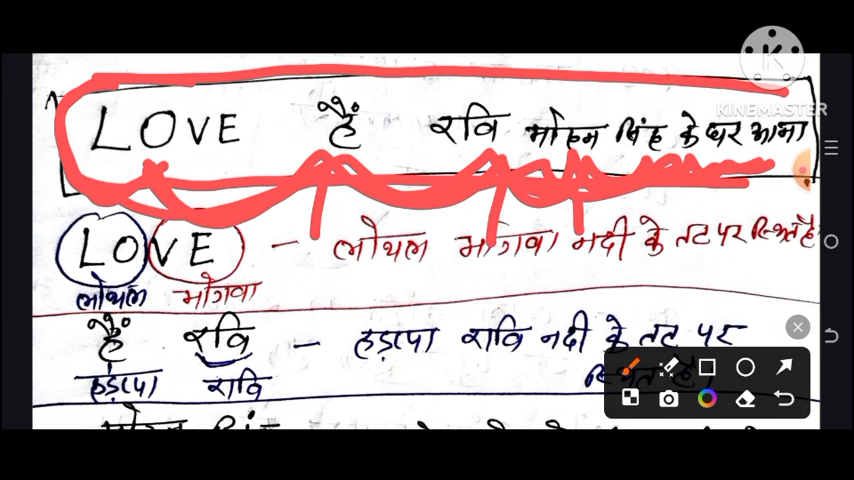 KINEMASTER
LOVE हैं रवि मोहन सिंह के घर आना
LOVE - लोथल भोगवा नदी के तट पर स्थित है
लोथल भोगवा
हैं रवि - हड़प्पा रावि नदी के तट पर
हड़प्पा रावि स्थित है।